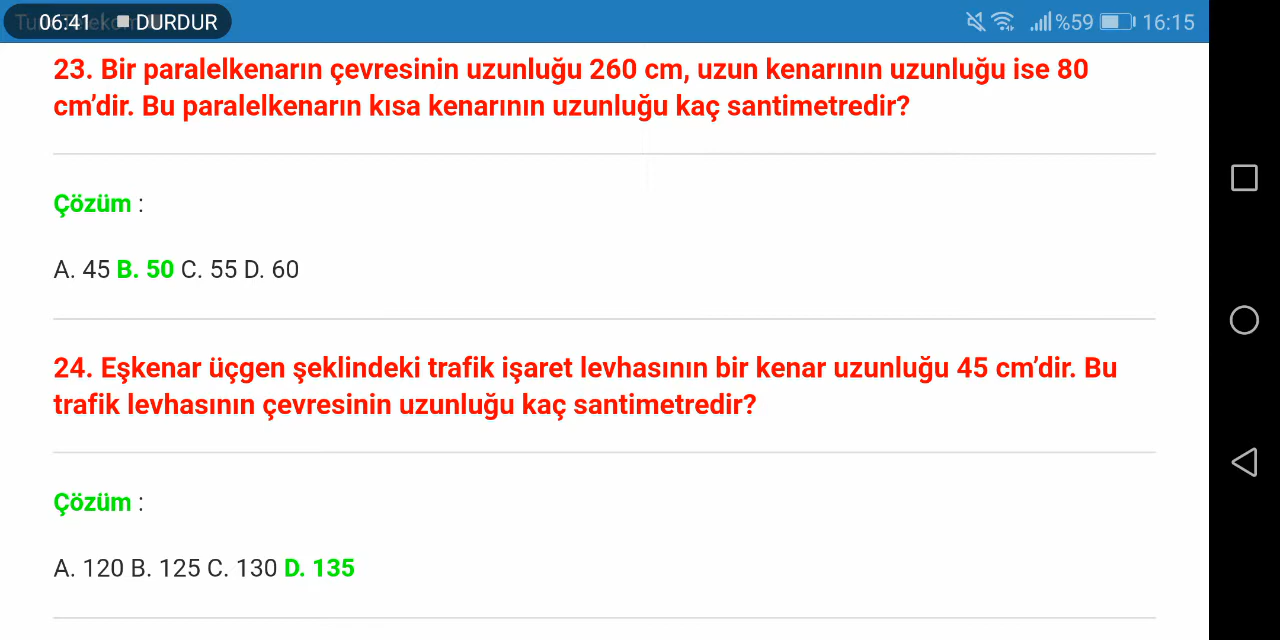 06:41 DURDUR %59 16:15
23. Bir paralelkenarın çevresinin uzunluğu 260 cm, uzun kenarının uzunluğu ise 80
cm’dir. Bu paralelkenarın kısa kenarının uzunluğu kaç santimetredir?
Çözüm :
A. 45 B. 50 C. 55 D. 60
24. Eşkenar üçgen şeklindeki trafik işaret levhasının bir kenar uzunluğu 45 cm’dir. Bu
trafik levhasının çevresinin uzunluğu kaç santimetredir?
Çözüm :
A. 120 B. 125 C. 130 D. 135